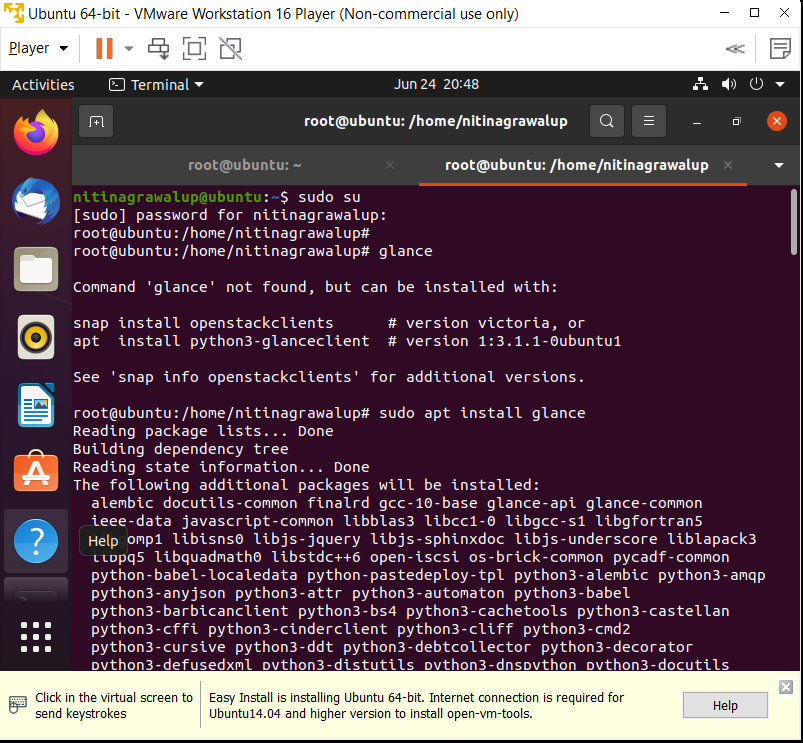 Ubuntu 64-bit - VMware Workstation 16 Player (Non-commercial use only)
Player
Activities Terminal Jun 24 20:48
root@ubuntu: /home/nitinagrawalup
root@ubuntu: ~ root@ubuntu: /home/nitinagrawalup
nitinagrawalup@ubuntu:~$ sudo su
[sudo] password for nitinagrawalup:
root@ubuntu:/home/nitinagrawalup#
root@ubuntu:/home/nitinagrawalup# glance
Command 'glance' not found, but can be installed with:
snap install openstackclients # version victoria, or
apt install python3-glanceclient # version 1:3.1.1-0ubuntu1
See 'snap info openstackclients' for additional versions.
root@ubuntu:/home/nitinagrawalup# sudo apt install glance
Reading package lists... Done
Building dependency tree
Reading state information... Done
The following additional packages will be installed:
alembic docutils-common finalrd gcc-10-base glance-api glance-common
ieee-data javascript-common libblas3 libcc1-0 libgcc-s1 libgfortran5
Help omp1 libisns0 libjs-jquery libjs-sphinxdoc libjs-underscore liblapack3
libpq5 libquadmath0 libstdc++6 open-iscsi os-brick-common pycadf-common
python-babel-localedata python-pastedeploy-tpl python3-alembic python3-amqp
python3-anyjson python3-attr python3-automaton python3-babel
python3-barbicanclient python3-bs4 python3-cachetools python3-castellan
python3-cffi python3-cinderclient python3-cliff python3-cmd2
python3-cursive python3-ddt python3-debtcollector python3-decorator
python3-defusedxml python3-distutils python3-dnspython python3-docutils
Click in the virtual screen to
send keystrokes
Easy Install is installing Ubuntu 64-bit. Internet connection is required for
Ubuntu14.04 and higher version to install open-vm-tools.
Help